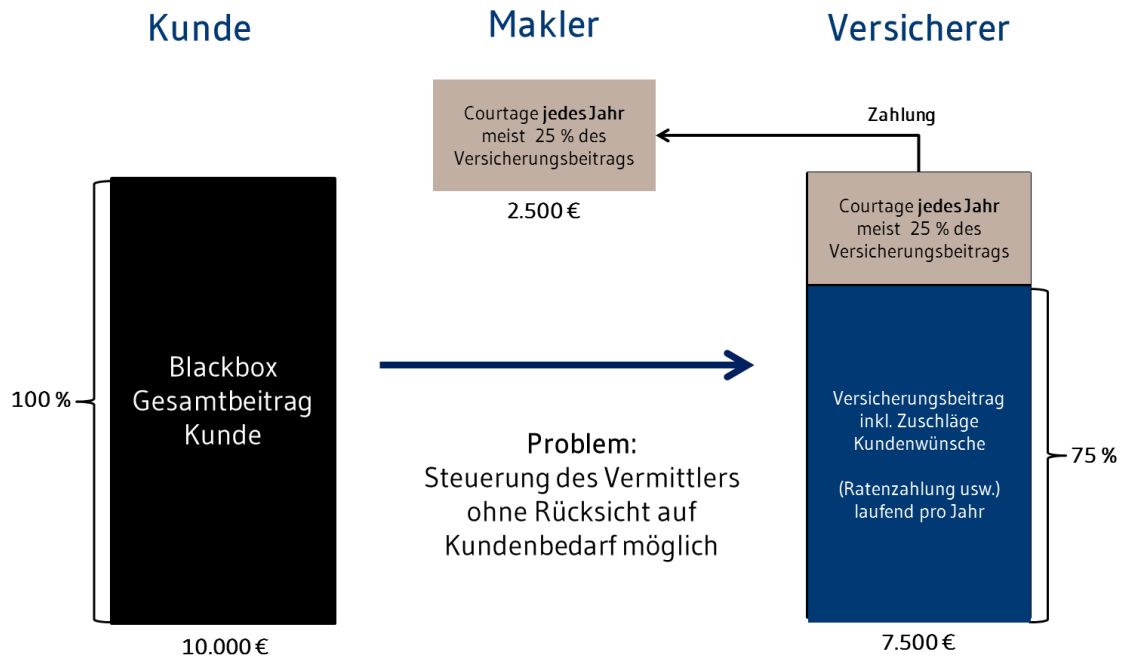 Kunde
Makler
Versicherer
Courtage jedes Jahr
meist 25 % des
Versicherungsbeitrags
2.500 €
Zahlung
Courtage jedes Jahr
meist 25 % des
Versicherungsbeitrags
100 %
Blackbox
Gesamtbeitrag
Kunde
10.000 €
Problem:
Steuerung des Vermittlers
ohne Rücksicht auf
Kundenbedarf möglich
Versicherungsbeitrag
inkl. Zuschläge
Kundenwünsche
(Ratenzahlung usw.)
laufend pro Jahr
75 %
7.500 €